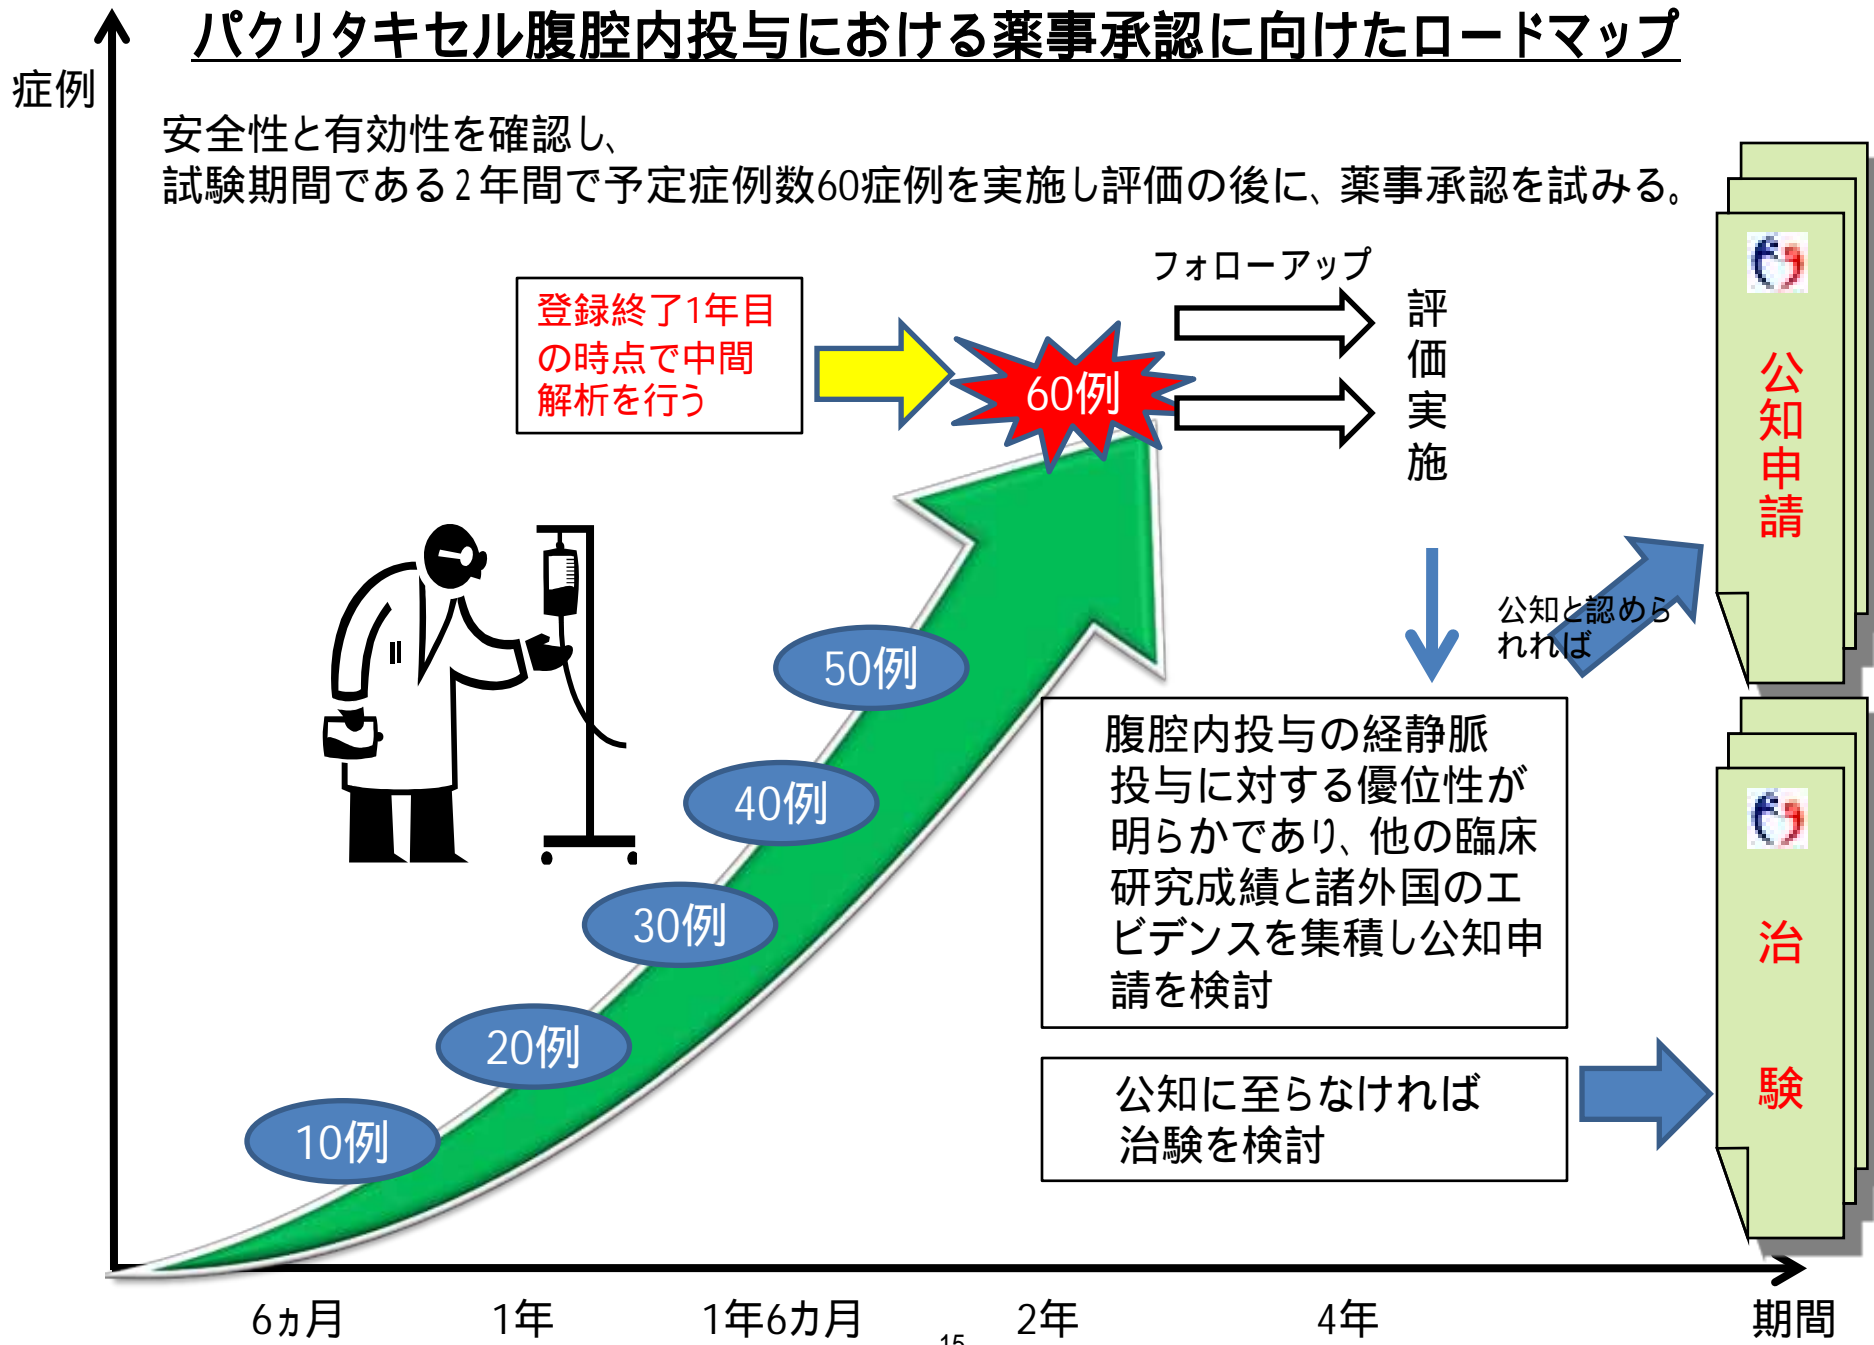 パクリタキセル腹腔内投与における薬事承認に向けたロードマップ
症例
安全性と有効性を確認し、
試験期間である2年間で予定症例数60症例を実施し評価の後に、薬事承認を試みる。
フォローアップ
登録終了1年目
の時点で中間
解析を行う
60例
評価実施
公知申請
公知と認めら
れれば
50例
40例
30例
20例
10例
腹腔内投与の経静脈
投与に対する優位性が
明らかであり、他の臨床
研究成績と諸外国のエ
ビデンスを集積し公知申
請を検討
治験
公知に至らなければ
治験を検討
6ヵ月
1年
1年6カ月
2年
4年
期間
15